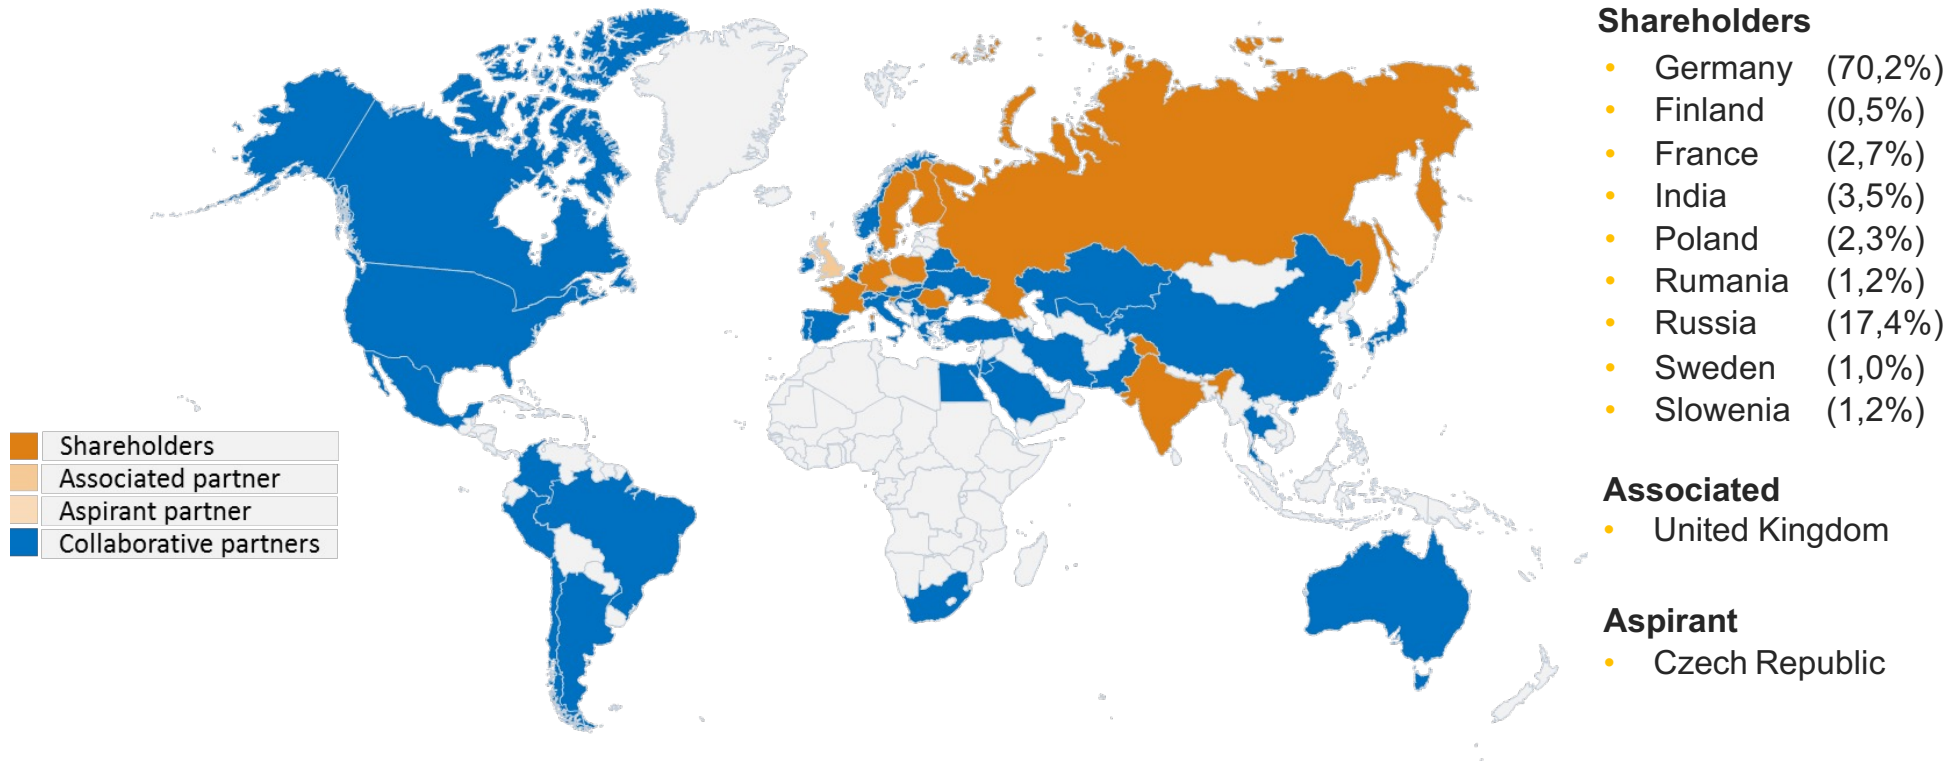 Shareholders
• Germany (70,2%)
• Finland (0,5%)
• France (2,7%)
• India (3,5%)
• Poland (2,3%)
• Rumania (1,2%)
• Russia (17,4%)
• Sweden (1,0%)
• Slowenia (1,2%)
Associated
• United Kingdom
Aspirant
• Czech Republic
Shareholders
Associated partner
Aspirant partner
Collaborative partners